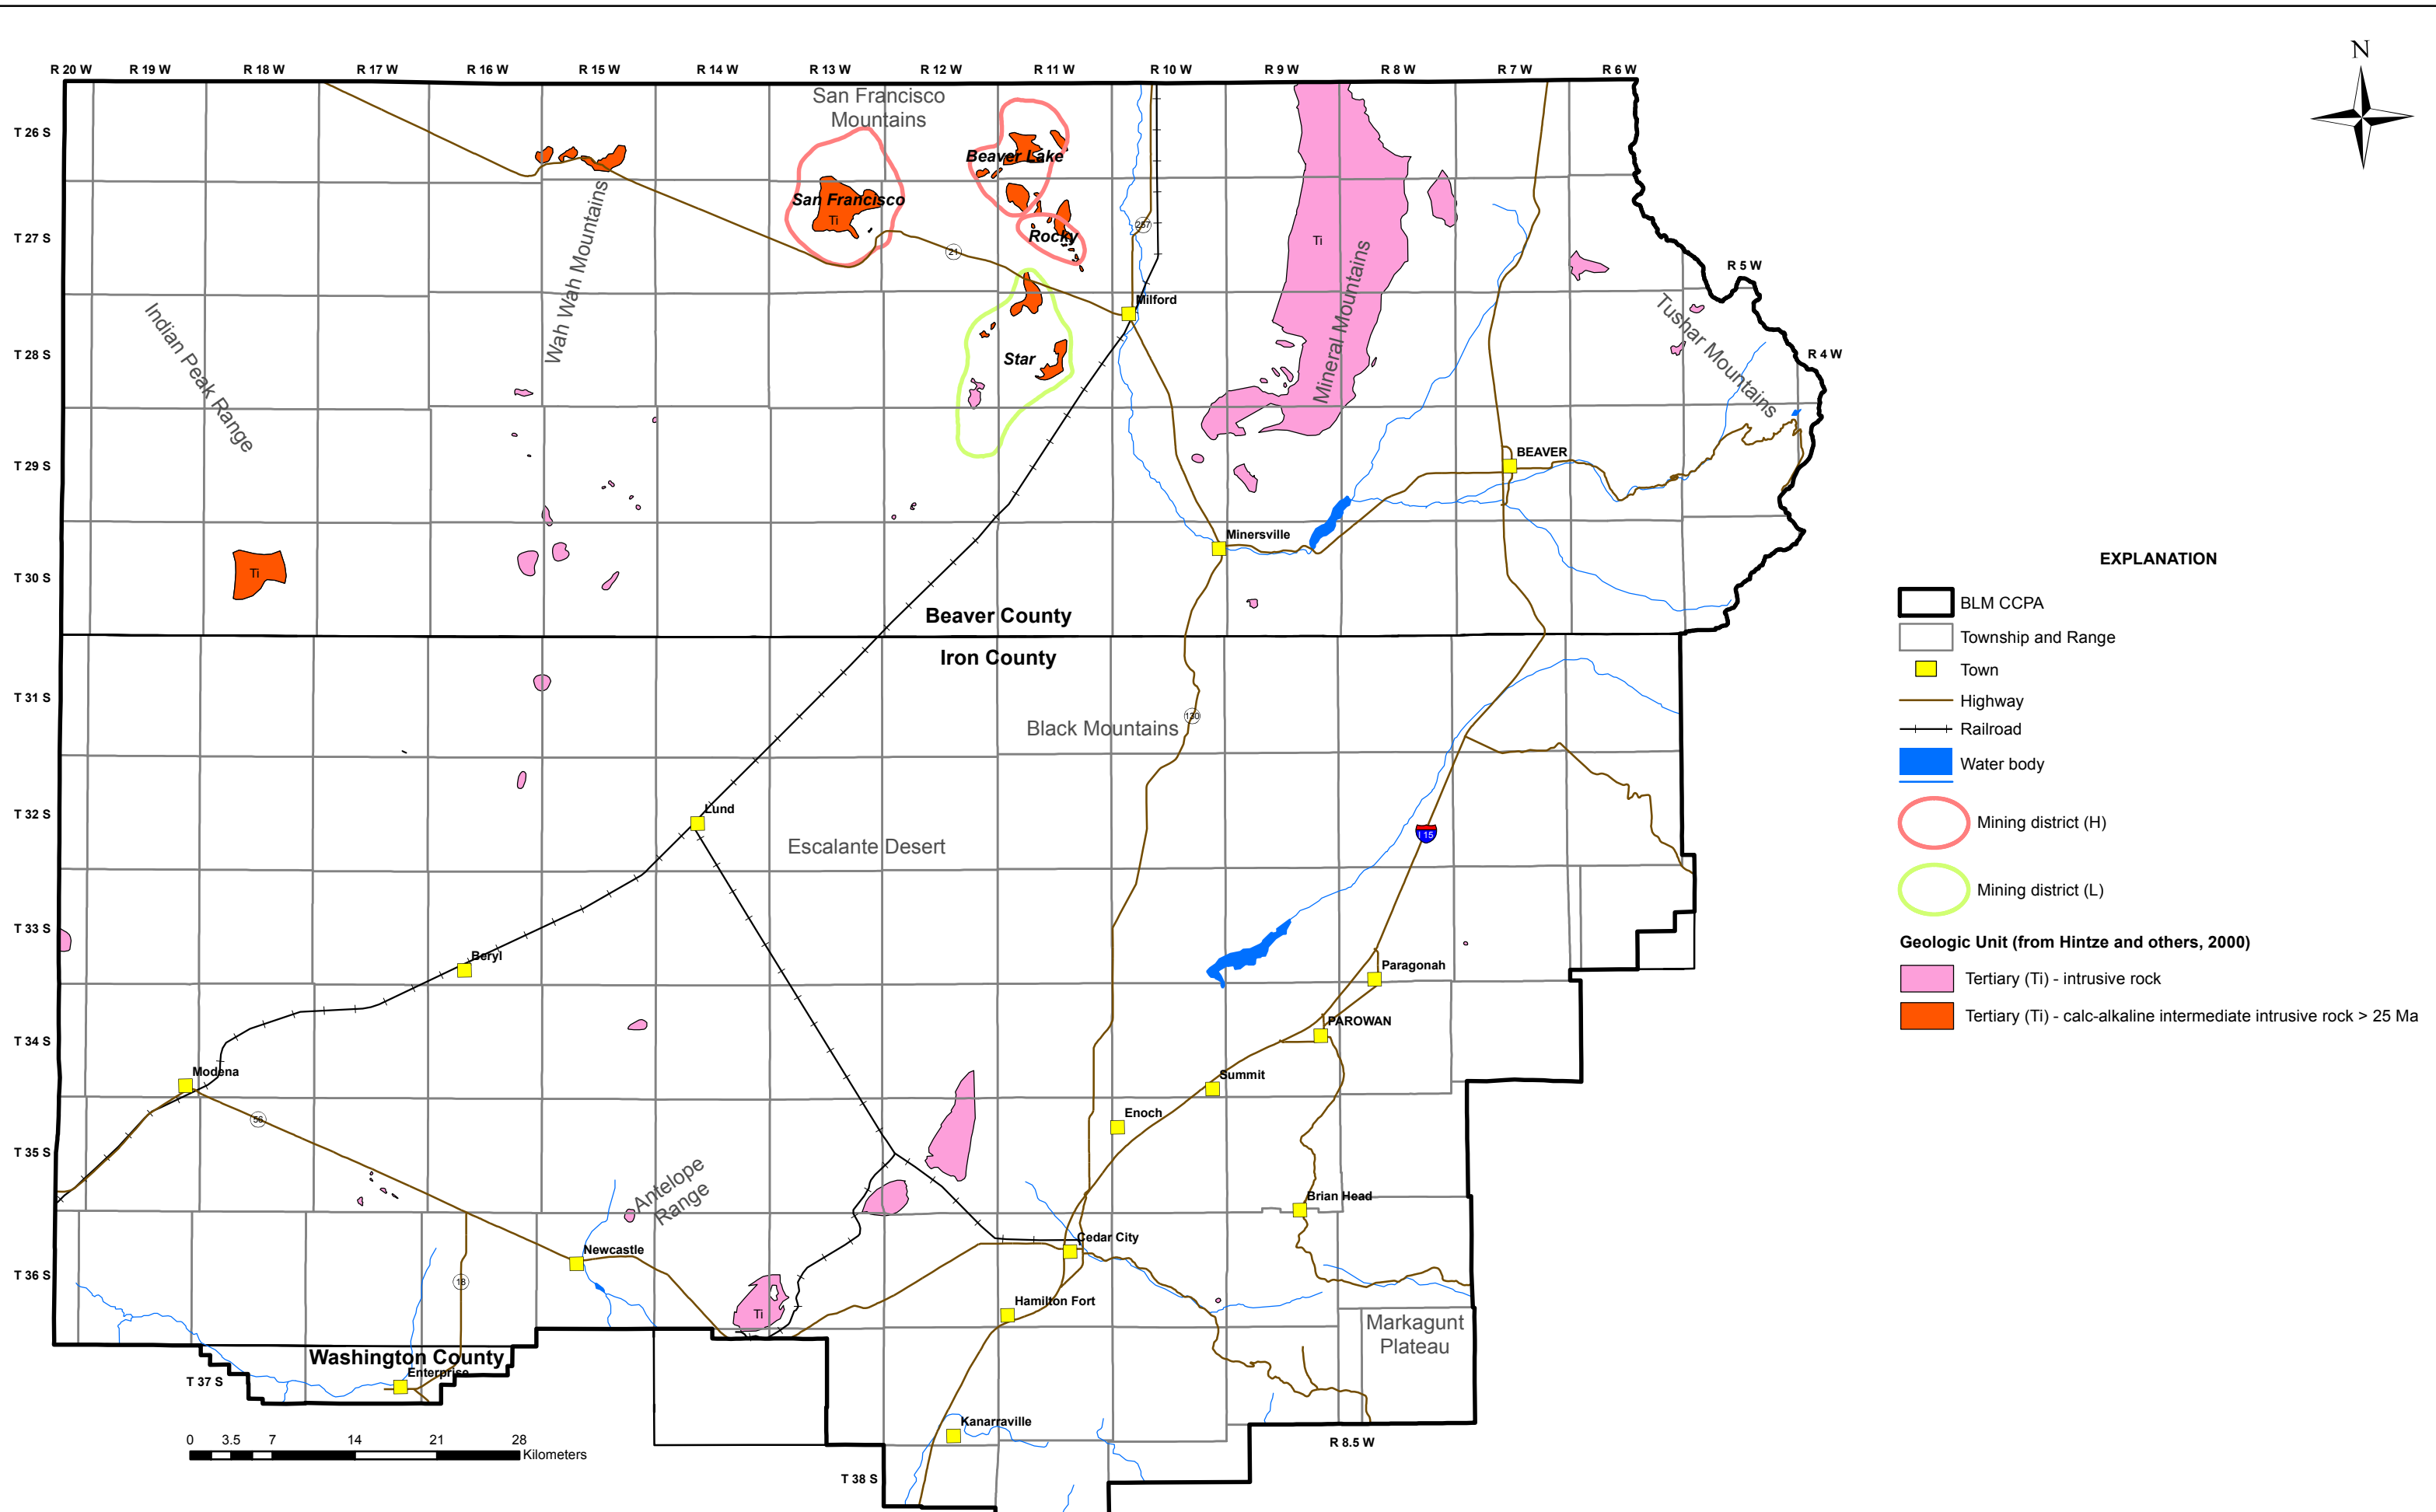 N
R 20 W R 19 W R 18 W R 17 W R 16 W R 15 W R 14 W R 13 W R 12 W R 11 W R 10 W R 9 W R 8 W R 7 W R 6 W
San Francisco
Mountains
T 26 S
Beaver Lake
San Francisco
Ti
Rocky
T 27 S
21
257
Ti
R 5 W
Milford
Indian Peak Range
Wah Wah Mountains
Mineral Mountains
Tushar Mountains
T 28 S
Star
R 4 W
T 29 S
BEAVER
Minersville
T 30 S
Ti
Beaver County
Iron County
T 31 S
Black Mountains
130
T 32 S
Lund
Escalante Desert
I 15
T 33 S
Beryl
Paragonah
T 34 S
PAROWAN
Modena
Summit
56
Enoch
T 35 S
Antelope
Range
Brian Head
Newcastle
Cedar City
T 36 S
18
Hamilton Fort
Ti
Markagunt
Plateau
Washington County
T 37 S
Enterprise
Kanarraville
R 8.5 W
T 38 S
0 3.5 7 14 21 28
Kilometers
EXPLANATION
BLM CCPA
Township and Range
Town
Highway
Railroad
Water body
Mining district (H)
Mining district (L)
Geologic Unit (from Hintze and others, 2000)
Tertiary (Ti) - intrusive rock
Tertiary (Ti) - calc-alkaline intermediate intrusive rock > 25 Ma